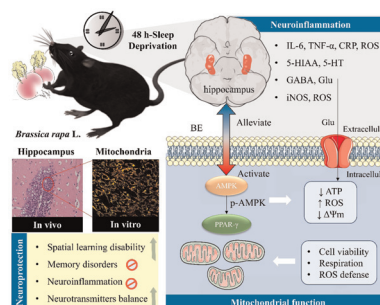 48 h-Sleep
Deprivation
Neuroinflammation
• IL-6, TNF-α, CRP, ROS
• 5-HIAA, 5-HT
• GABA, Glu
• iNOS, ROS
hippocampus
Brassica rapa L.
BE
Alleviate
Activate
Glu
Extracellular
Intracellular
AMPK
p-AMPK
PPAR-γ
↓ ATP
↑ ROS
↓ ΔΨm
Hippocampus
Mitochondria
In vivo
In vitro
Neuroprotection
• Spatial learning disability
• Memory disorders
• Neuroinflammation
• Neurotransmitters balance
• Cell viability
• Respiration
• ROS defense
Mitochondrial function